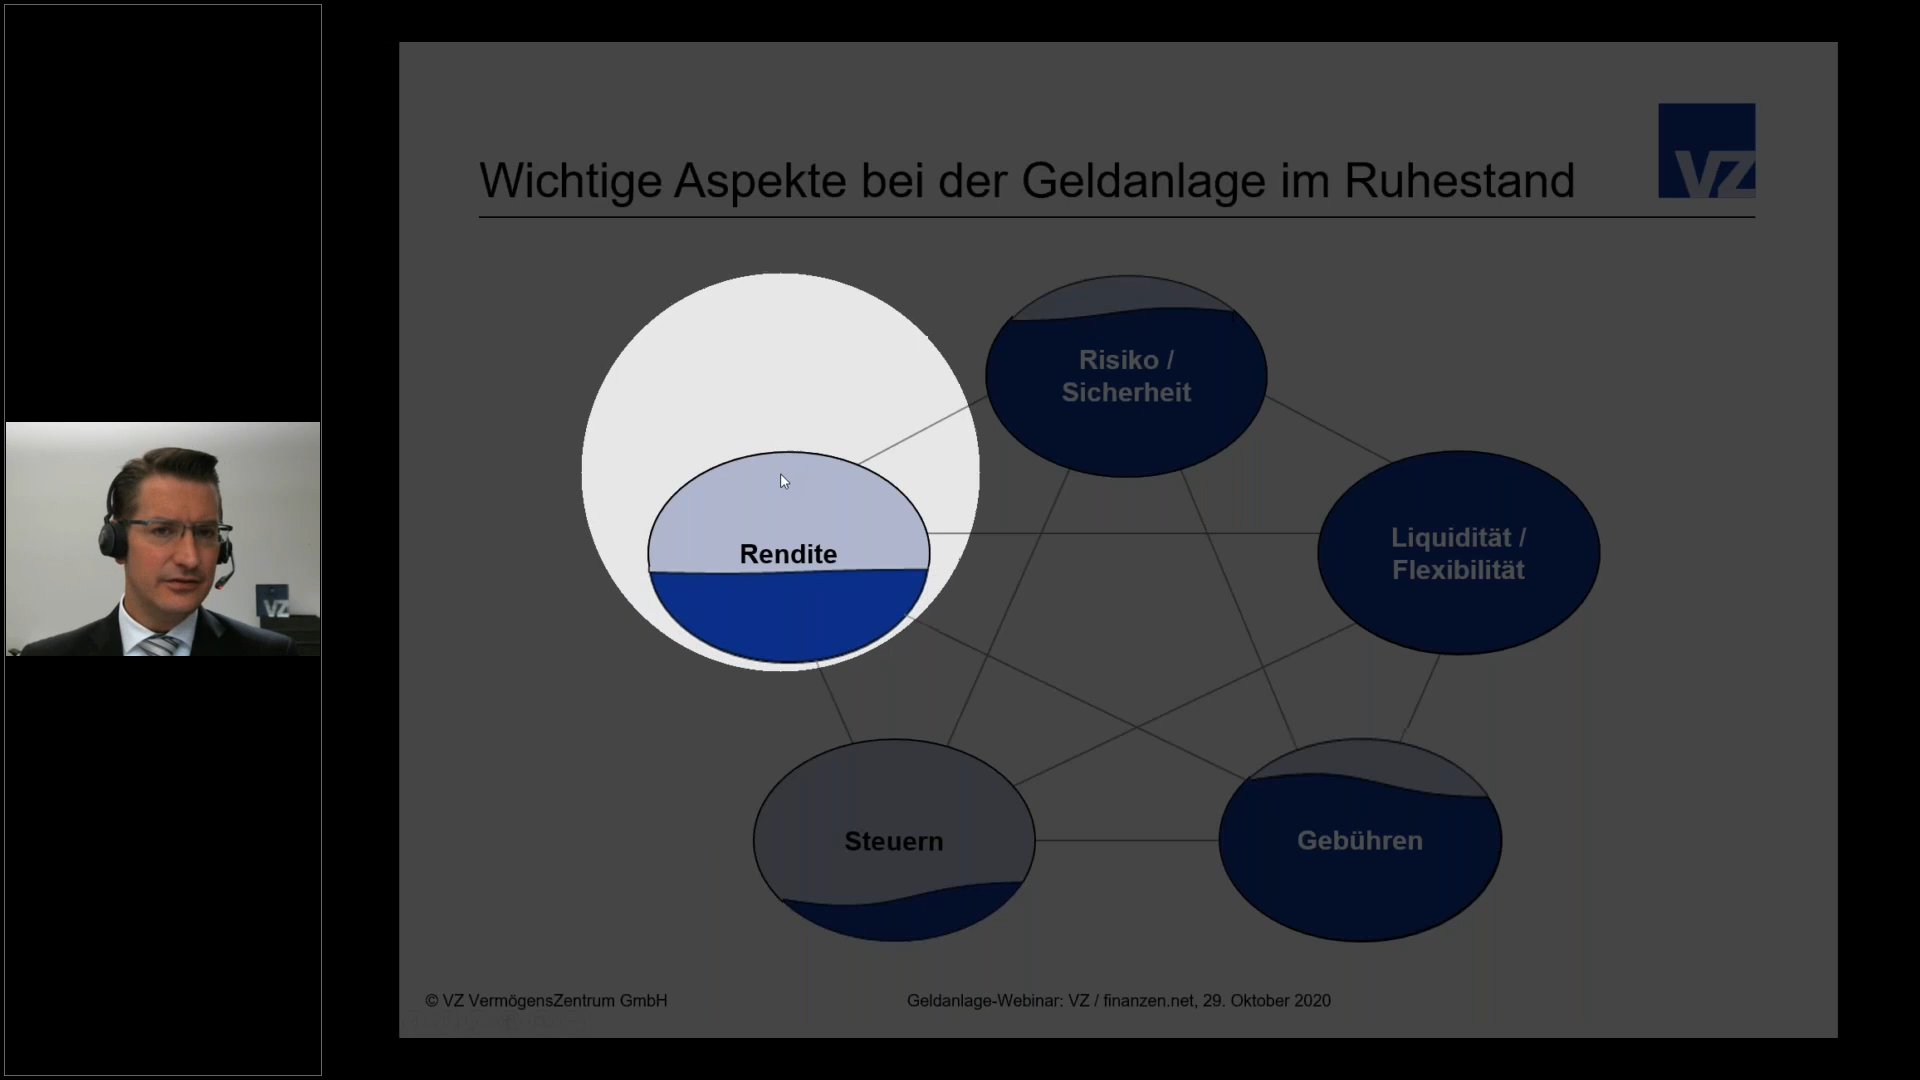 Wichtige Aspekte bei der Geldanlage im Ruhestand
VZ
Risiko /
Sicherheit
Rendite
Liquidität /
Flexibilität
Steuern
Gebühren
VZ
© VZ VermögensZentrum GmbH
Geldanlage-Webinar: VZ / finanzen.net, 29. Oktober 2020